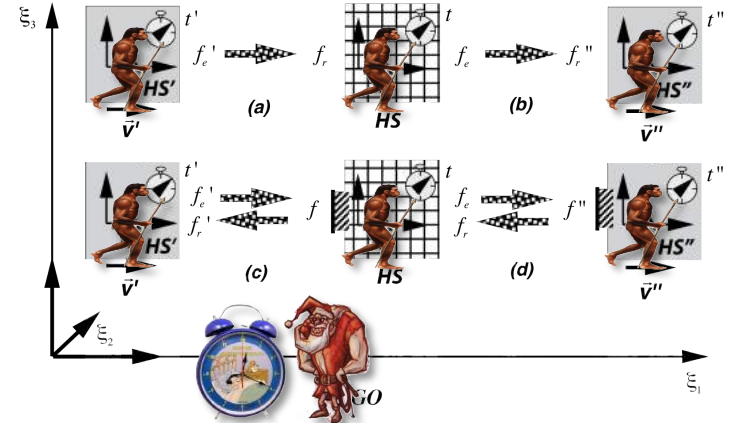 ξ₃
t' t t"
fₑ' fᵣ fₑ fᵣ"
HS' HS"
(a) (b)
v⃗' HS v⃗"
t' t t"
fₑ' fₑ
fᵣ' f fᵣ f"
HS' HS"
(c) (d)
v⃗' HS v⃗"
ξ₂
GO
ξ₁